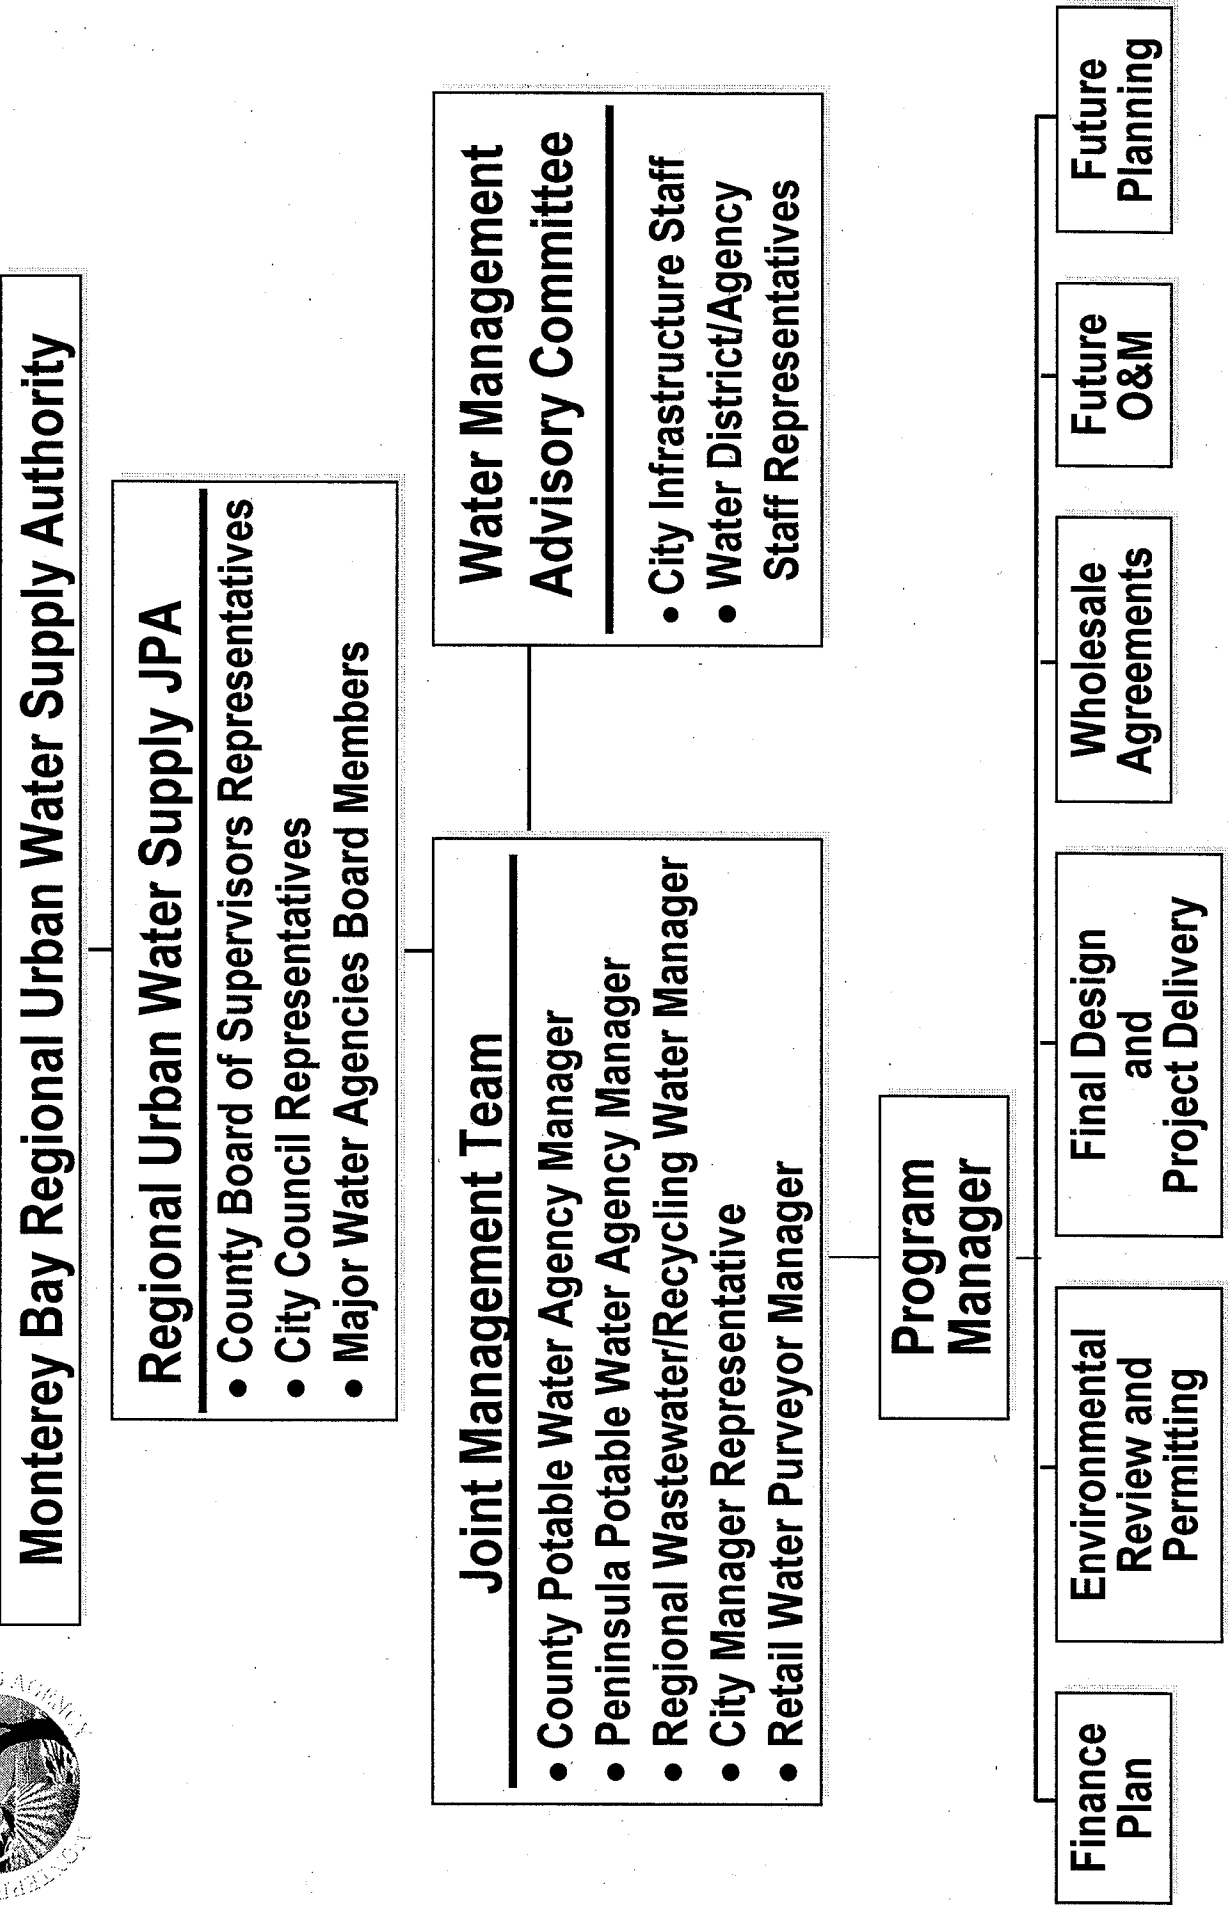 Monterey Bay Regional Urban Water Supply Authority
Regional Urban Water Supply JPA
• County Board of Supervisors Representatives
• City Council Representatives
• Major Water Agencies Board Members
Joint Management Team
• County Potable Water Agency Manager
• Peninsula Potable Water Agency Manager
• Regional Wastewater/Recycling Water Manager
• City Manager Representative
• Retail Water Purveyor Manager
Water Management
Advisory Committee
• City Infrastructure Staff
• Water District/Agency
Staff Representatives
Program
Manager
Finance
Plan
Environmental
Review and
Permitting
Final Design
and
Project Delivery
Wholesale
Agreements
Future
O&M
Future
Planning
AGENCY